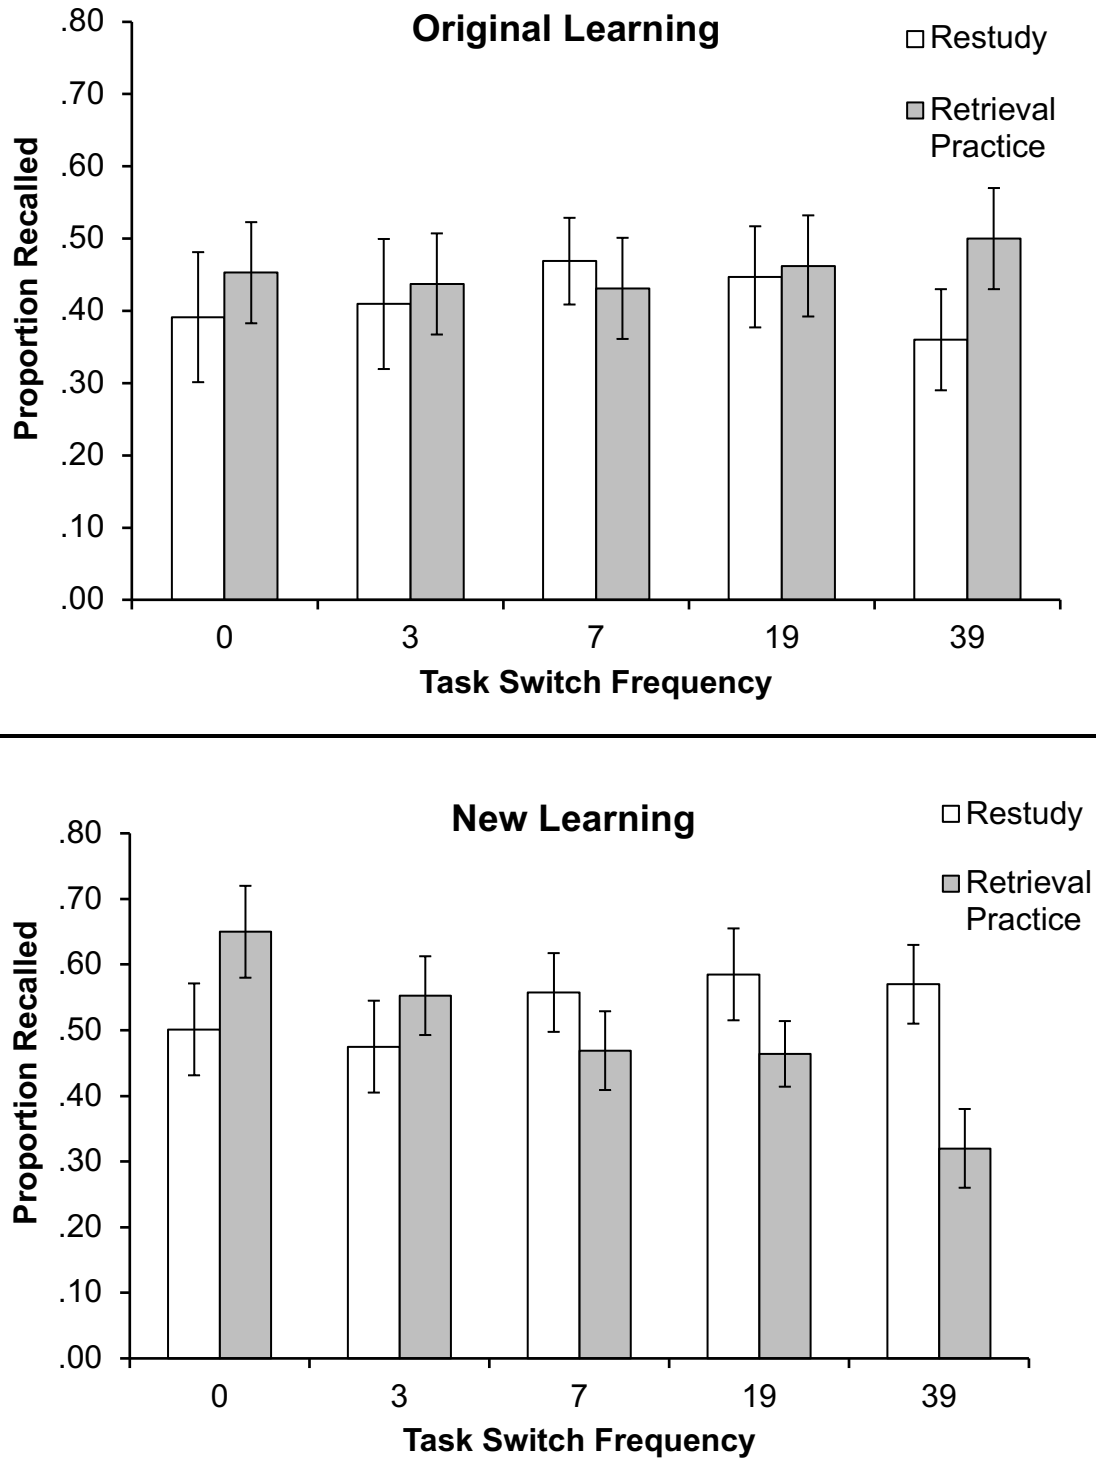 Original Learning
Restudy
Retrieval
Practice
Proportion Recalled
.80
.70
.60
.50
.40
.30
.20
.10
.00
0 3 7 19 39
Task Switch Frequency
New Learning
Restudy
Retrieval
Practice
Proportion Recalled
.80
.70
.60
.50
.40
.30
.20
.10
.00
0 3 7 19 39
Task Switch Frequency